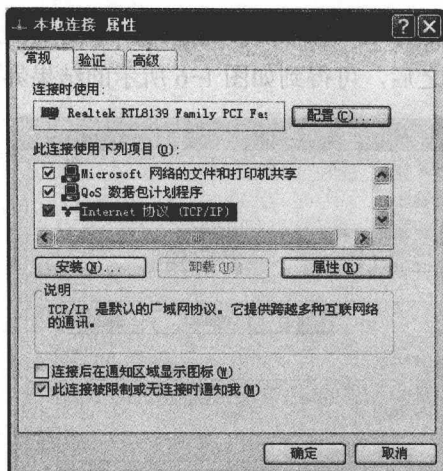 本地连接 属性
常规 验证 高级
连接时使用:
Realtek RTL8139 Family PCI Fa:
配置(C)...
此连接使用下列项目(O):
Microsoft 网络的文件和打印机共享
QoS 数据包计划程序
Internet 协议 (TCP/IP)
安装(N)... 卸载(U) 属性(R)
说明
TCP/IP 是默认的广域网协议。它提供跨越多种互联网络
的通讯。
连接后在通知区域显示图标(W)
此连接被限制或无连接时通知我(M)
确定 取消